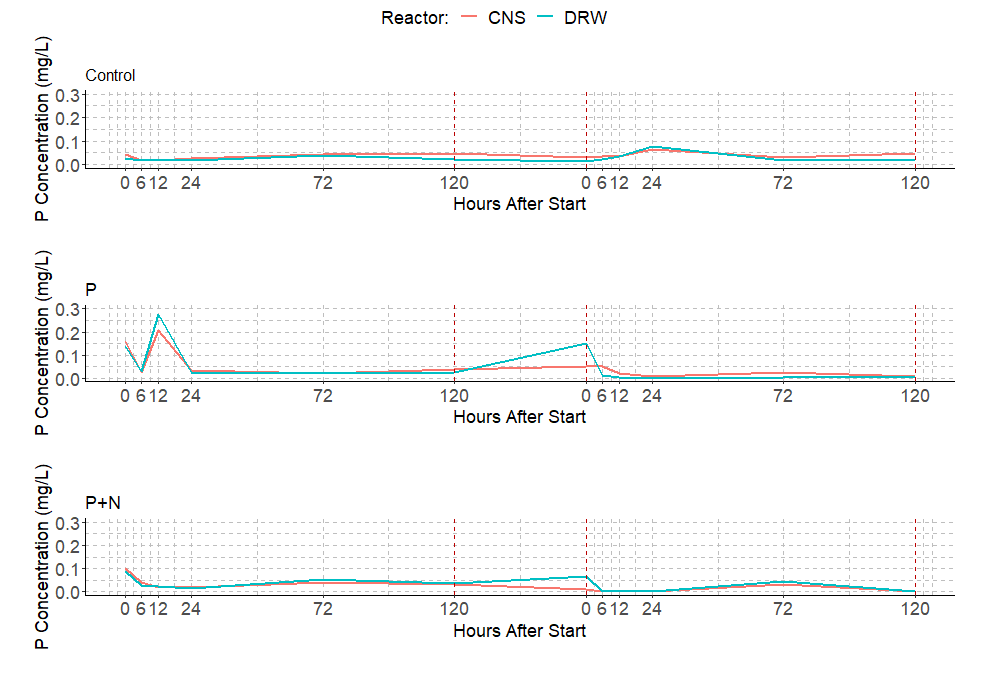 Reactor: CNS DRW
Control
P Concentration (mg/L)
0.3
0.2
0.1
0.0
0 6 12 24 72 120 0 6 12 24 72 120
Hours After Start
P
P Concentration (mg/L)
0.3
0.2
0.1
0.0
0 6 12 24 72 120 0 6 12 24 72 120
Hours After Start
P+N
P Concentration (mg/L)
0.3
0.2
0.1
0.0
0 6 12 24 72 120 0 6 12 24 72 120
Hours After Start